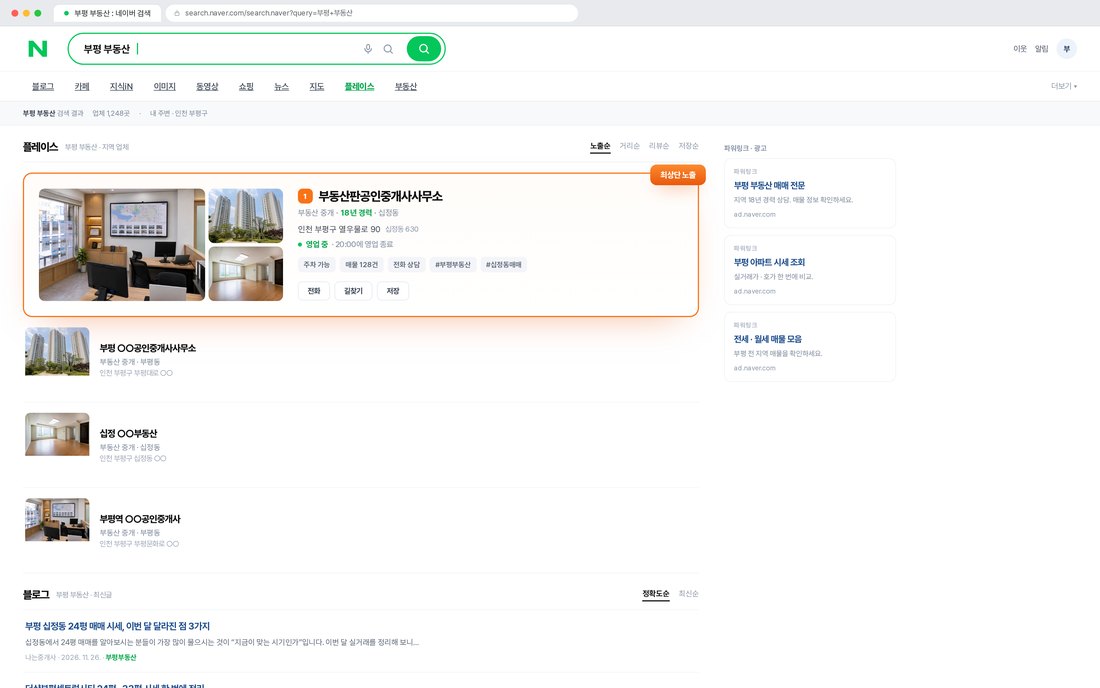 부평 부동산 : 네이버 검색
search.naver.com/search.naver?query=부평+부동산
N
부평 부동산
이웃 알림 부
블로그 카페 지식iN 이미지 동영상 쇼핑 뉴스 지도 플레이스 부동산
더보기 ▾
부평 부동산 검색 결과 업체 1,248곳 · 내 주변 · 인천 부평구
플레이스 부평 부동산 · 지역 업체
노출순 거리순 리뷰순 저장순
최상단 노출
1 부동산판공인중개사사무소
부동산 중개 · 18년 경력 · 십정동
인천 부평구 열우물로 90 십정동 630
영업 중 · 20:00에 영업 종료
주차 가능 매물 128건 전화 상담 #부평부동산 #십정동매매
전화 길찾기 저장
부평 〇〇공인중개사사무소
부동산 중개 · 부평동
인천 부평구 부평대로 〇〇
십정 〇〇부동산
부동산 중개 · 십정동
인천 부평구 십정동 〇〇
부평역 〇〇공인중개사
부동산 중개 · 부평동
인천 부평구 부평문화로 〇〇
블로그 부평 부동산 · 최신글
정확도순 최신순
부평 십정동 24평 매매 시세, 이번 달 달라진 점 3가지
십정동에서 24평 매매를 알아보시는 분들이 가장 많이 물으시는 것이 "지금이 맞는 시기인가"입니다. 이번 달 실거래를 정리해 보니…
나는중개사 · 2026. 11. 26. · 부평부동산
파워링크 · 광고
파워링크
부평 부동산 매매 전문
지역 18년 경력 상담. 매물 정보 확인하세요.
ad.naver.com
파워링크
부평 아파트 시세 조회
실거래가 · 호가 한 번에 비교.
ad.naver.com
파워링크
전세 · 월세 매물 모음
부평 전 지역 매물을 확인하세요.
ad.naver.com